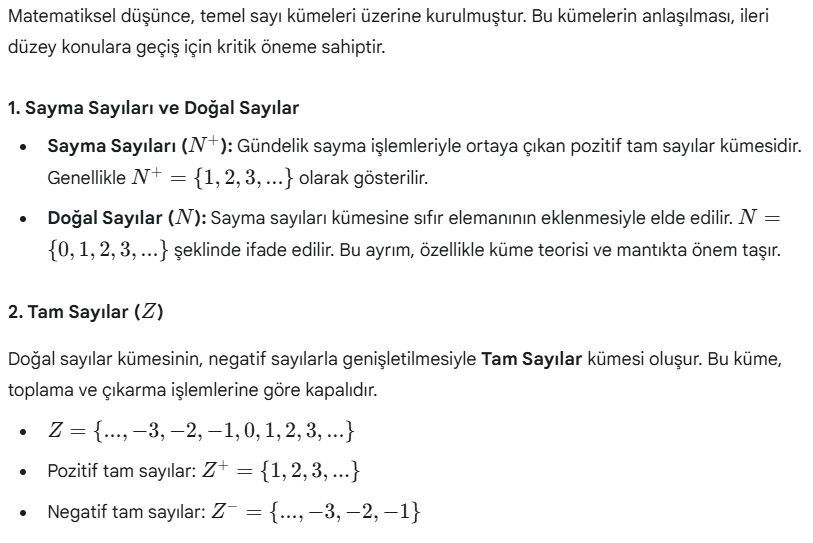 Matematiksel düşünce, temel sayı kümeleri üzerine kurulmuştur. Bu kümelerin anlaşılması, ileri
düzey konulara geçiş için kritik öneme sahiptir.
1. Sayma Sayıları ve Doğal Sayılar
• Sayma Sayıları (N⁺): Gündelik sayma işlemleriyle ortaya çıkan pozitif tam sayılar kümesidir.
Genellikle N⁺ = {1, 2, 3, ...} olarak gösterilir.
• Doğal Sayılar (N): Sayma sayıları kümesine sıfır elemanının eklenmesiyle elde edilir. N =
{0, 1, 2, 3, ...} şeklinde ifade edilir. Bu ayrım, özellikle küme teorisi ve mantıkta önem taşır.
2. Tam Sayılar (Z)
Doğal sayılar kümesinin, negatif sayılarla genişletilmesiyle Tam Sayılar kümesi oluşur. Bu küme,
toplama ve çıkarma işlemlerine göre kapalıdır.
• Z = {..., −3, −2, −1, 0, 1, 2, 3, ...}
• Pozitif tam sayılar: Z⁺ = {1, 2, 3, ...}
• Negatif tam sayılar: Z⁻ = {..., −3, −2, −1}